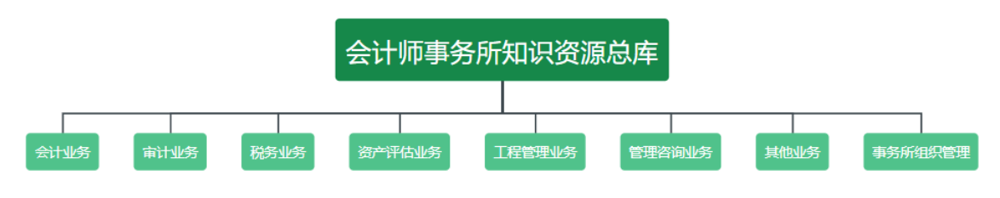 会计师事务所知识资源总库
会计业务
审计业务
税务业务
资产评估业务
工程管理业务
管理咨询业务
其他业务
事务所组织管理